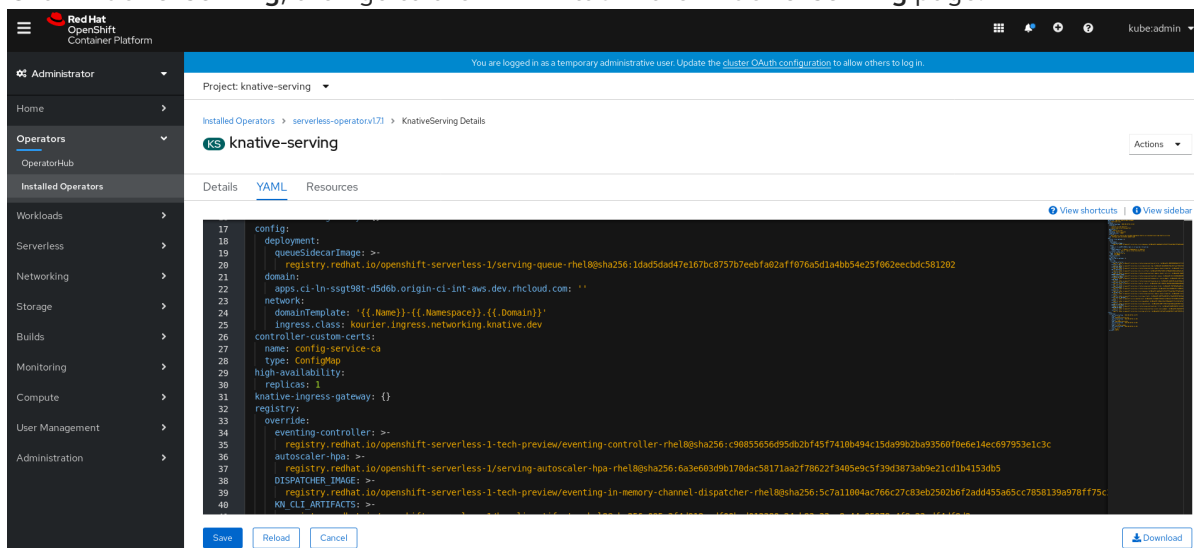 Red Hat
OpenShift
Container Platform
kube:admin
Administrator
You are logged in as a temporary administrative user. Update the cluster OAuth configuration to allow others to log in.
Project: knative-serving
Home
Operators
OperatorHub
Installed Operators
Workloads
Serverless
Networking
Storage
Builds
Monitoring
Compute
User Management
Administration
Installed Operators > serverless-operator.v1.7.1 > KnativeServing Details
KS knative-serving
Actions
Details YAML Resources
View shortcuts | View sidebar
17 config:
18 deployment:
19 queueSidecarImage: >-
20 registry.redhat.io/openshift-serverless-1/serving-queue-rhel8@sha256:1dad5dad47e167bc8757b7eebfa02aff076a5d1a4bb54e25f062eecbdc581202
21 domain:
22 apps.ci-ln-ssgt98t-d5d6b.origin-ci-int-aws.dev.rhcloud.com: ''
23 network:
24 domainTemplate: '{{.Name}}-{{.Namespace}}.{{.Domain}}'
25 ingress.class: kourier.ingress.networking.knative.dev
26 controller-custom-certs:
27 name: config-service-ca
28 type: ConfigMap
29 high-availability:
30 replicas: 1
31 knative-ingress-gateway: {}
32 registry:
33 override:
34 eventing-controller: >-
35 registry.redhat.io/openshift-serverless-1-tech-preview/eventing-controller-rhel8@sha256:c90855656d95db2bf45f7410b494c15da99b2ba93560f0e6e14ec697953e1c3c
36 autoscaler-hpa: >-
37 registry.redhat.io/openshift-serverless-1/serving-autoscaler-hpa-rhel8@sha256:6a3e603d9b170dac58171aa2f78622f3405e9c5f39d3873ab9e21cd1b4153db5
38 DISPATCHER_IMAGE: >-
39 registry.redhat.io/openshift-serverless-1-tech-preview/eventing-in-memory-channel-dispatcher-rhel8@sha256:5c7a11004ac766c27c83eb2502b6f2add455a65cc7858139a978ff75c
40 KN_CLI_ARTIFACTS: >-
Save Reload Cancel
Download